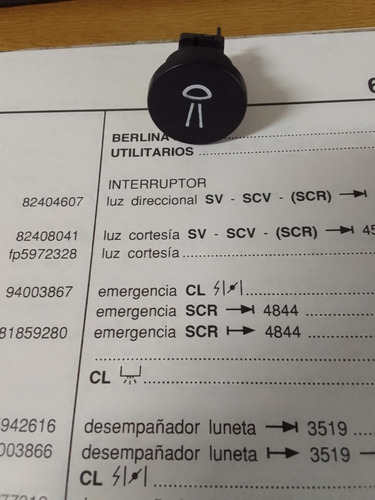 6
BERLINA
UTILITARIOS
INTERRUPTOR
82404607 luz direccional SV - SCV - (SCR)
82408041 luz cortesía SV - SCV - (SCR) 45
fp5972328 luz cortesía
94003867 emergencia CL
emergencia SCR 4844
81859280 emergencia SCR 4844
CL
942616 desempañador luneta 3519
003866 desempañador luneta 3519
CL